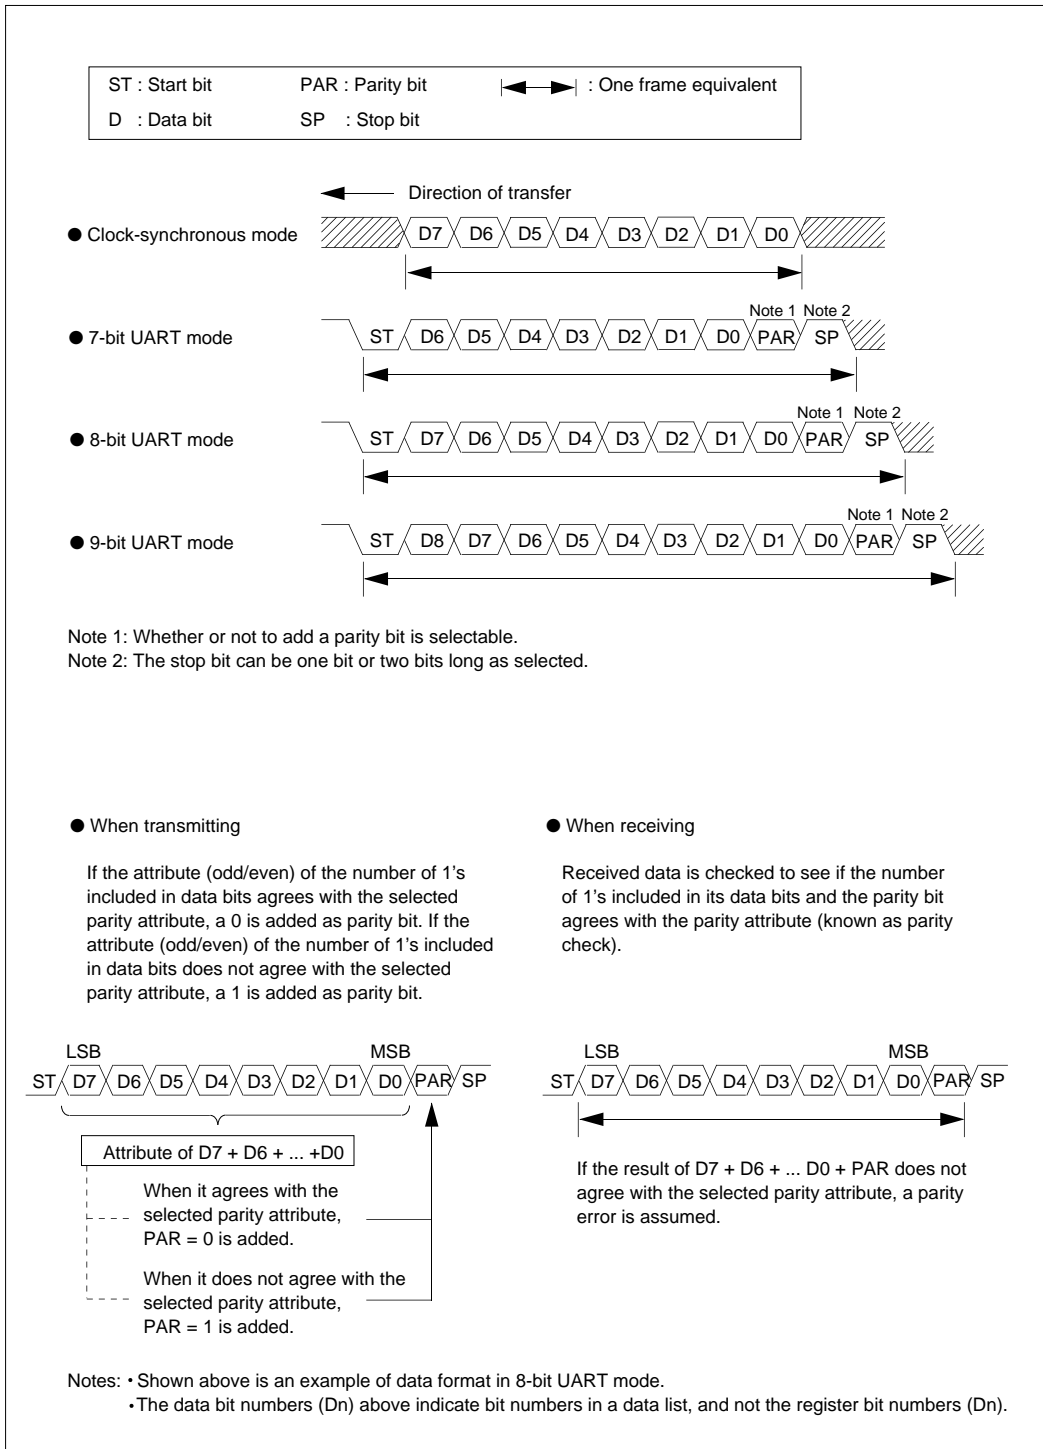 ST : Start bit PAR : Parity bit : One frame equivalent
D : Data bit SP : Stop bit
Direction of transfer
● Clock-synchronous mode D7 D6 D5 D4 D3 D2 D1 D0
Note 1 Note 2
● 7-bit UART mode ST D6 D5 D4 D3 D2 D1 D0 PAR SP
Note 1 Note 2
● 8-bit UART mode ST D7 D6 D5 D4 D3 D2 D1 D0 PAR SP
Note 1 Note 2
● 9-bit UART mode ST D8 D7 D6 D5 D4 D3 D2 D1 D0 PAR SP
Note 1: Whether or not to add a parity bit is selectable.
Note 2: The stop bit can be one bit or two bits long as selected.
● When transmitting
If the attribute (odd/even) of the number of 1's
included in data bits agrees with the selected
parity attribute, a 0 is added as parity bit. If the
attribute (odd/even) of the number of 1's included
in data bits does not agree with the selected
parity attribute, a 1 is added as parity bit.
LSB MSB
ST D7 D6 D5 D4 D3 D2 D1 D0 PAR SP
Attribute of D7 + D6 + ... +D0
When it agrees with the
selected parity attribute,
PAR = 0 is added.
When it does not agree with the
selected parity attribute,
PAR = 1 is added.
● When receiving
Received data is checked to see if the number
of 1's included in its data bits and the parity bit
agrees with the parity attribute (known as parity
check).
LSB MSB
ST D7 D6 D5 D4 D3 D2 D1 D0 PAR SP
If the result of D7 + D6 + ... D0 + PAR does not
agree with the selected parity attribute, a parity
error is assumed.
Notes: • Shown above is an example of data format in 8-bit UART mode.
•The data bit numbers (Dn) above indicate bit numbers in a data list, and not the register bit numbers (Dn).